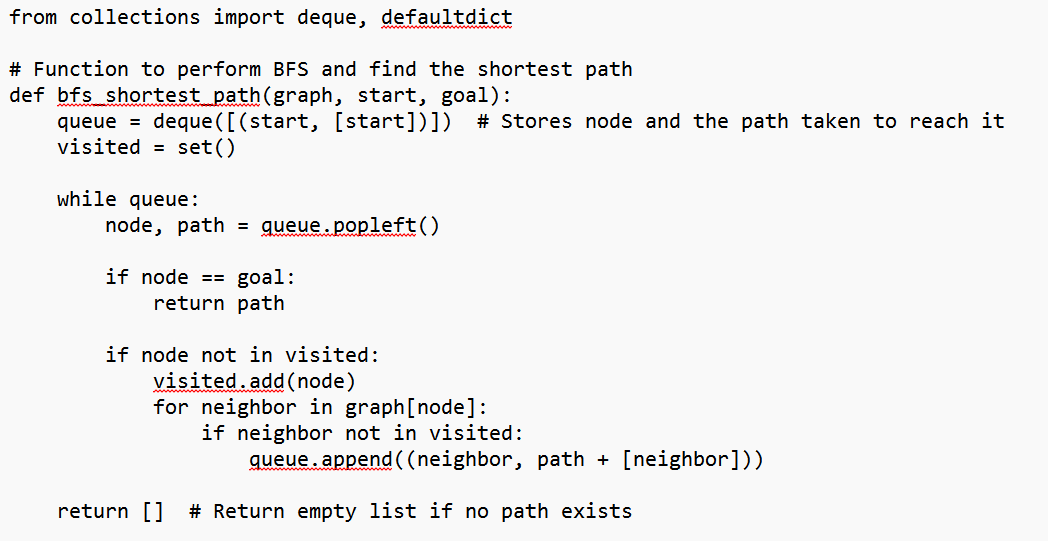 from collections import deque, defaultdict
# Function to perform BFS and find the shortest path
def bfs_shortest_path(graph, start, goal):
    queue = deque([(start, [start])])  # Stores node and the path taken to reach it
    visited = set()
    while queue:
        node, path = queue.popleft()
        if node == goal:
            return path
        if node not in visited:
            visited.add(node)
            for neighbor in graph[node]:
                if neighbor not in visited:
                    queue.append((neighbor, path + [neighbor]))
    return []  # Return empty list if no path exists